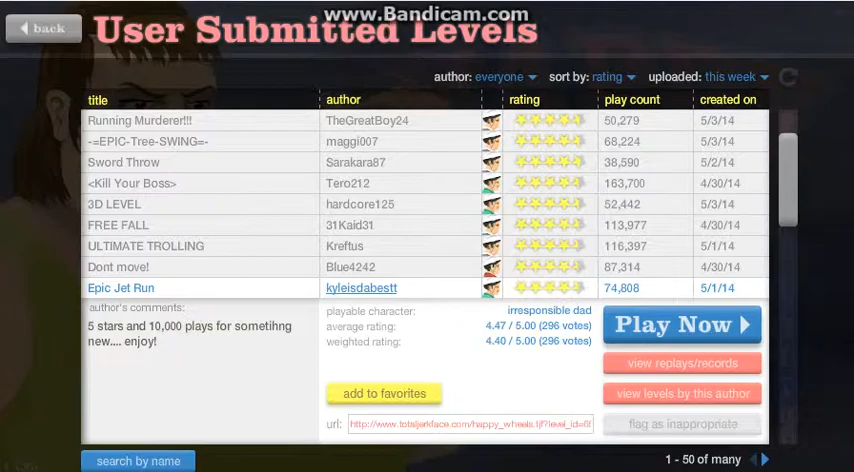 www.Bandicam.com
back
User Submitted Levels
author: everyone sort by: rating uploaded: this week
title author rating play count created on
Running Murderer!!! TheGreatBoy24 50,279 5/3/14
-=EPIC-Tree-SWING=- maggi007 68,224 5/3/14
Sword Throw Sarakara87 38,590 5/2/14
<Kill Your Boss> Tero212 163,700 4/30/14
3D LEVEL hardcore125 52,442 5/3/14
FREE FALL 31Kaid31 113,977 4/30/14
ULTIMATE TROLLING Kreftus 116,397 5/1/14
Dont move! Blue4242 87,314 4/30/14
Epic Jet Run kyleisdabestt 74,808 5/1/14
author's comments:
5 stars and 10,000 plays for sometihng
new.... enjoy!
playable character: irresponsible dad
average rating: 4.47 / 5.00 (296 votes)
weighted rating: 4.40 / 5.00 (296 votes)
Play Now
view replays/records
add to favorites
view levels by this author
url: http://www.totaljerkface.com/happy_wheels.tjf?level_id=6
flag as inappropriate
search by name
1 - 50 of many